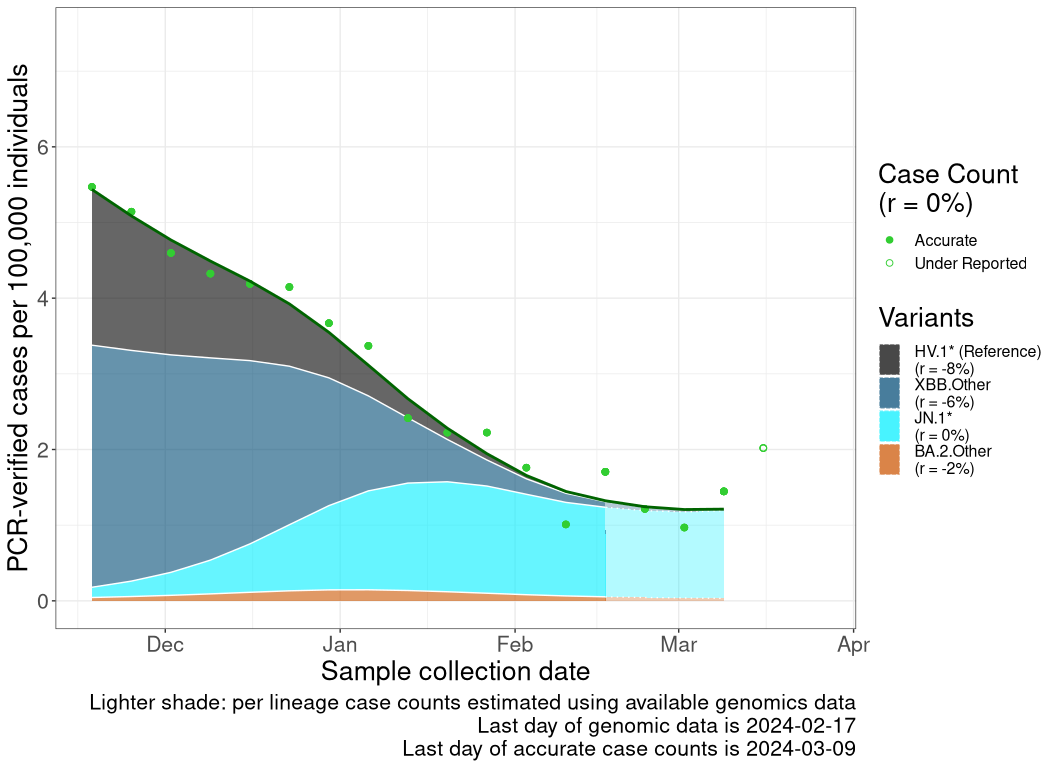 PCR-verified cases per 100,000 individuals
6
4
2
0
Dec
Jan
Feb
Mar
Apr
Sample collection date
Lighter shade: per lineage case counts estimated using available genomics data
Last day of genomic data is 2024-02-17
Last day of accurate case counts is 2024-03-09
Case Count
(r = 0%)
Accurate
Under Reported
Variants
HV.1* (Reference)
(r = -8%)
XBB.Other
(r = -6%)
JN.1*
(r = 0%)
BA.2.Other
(r = -2%)